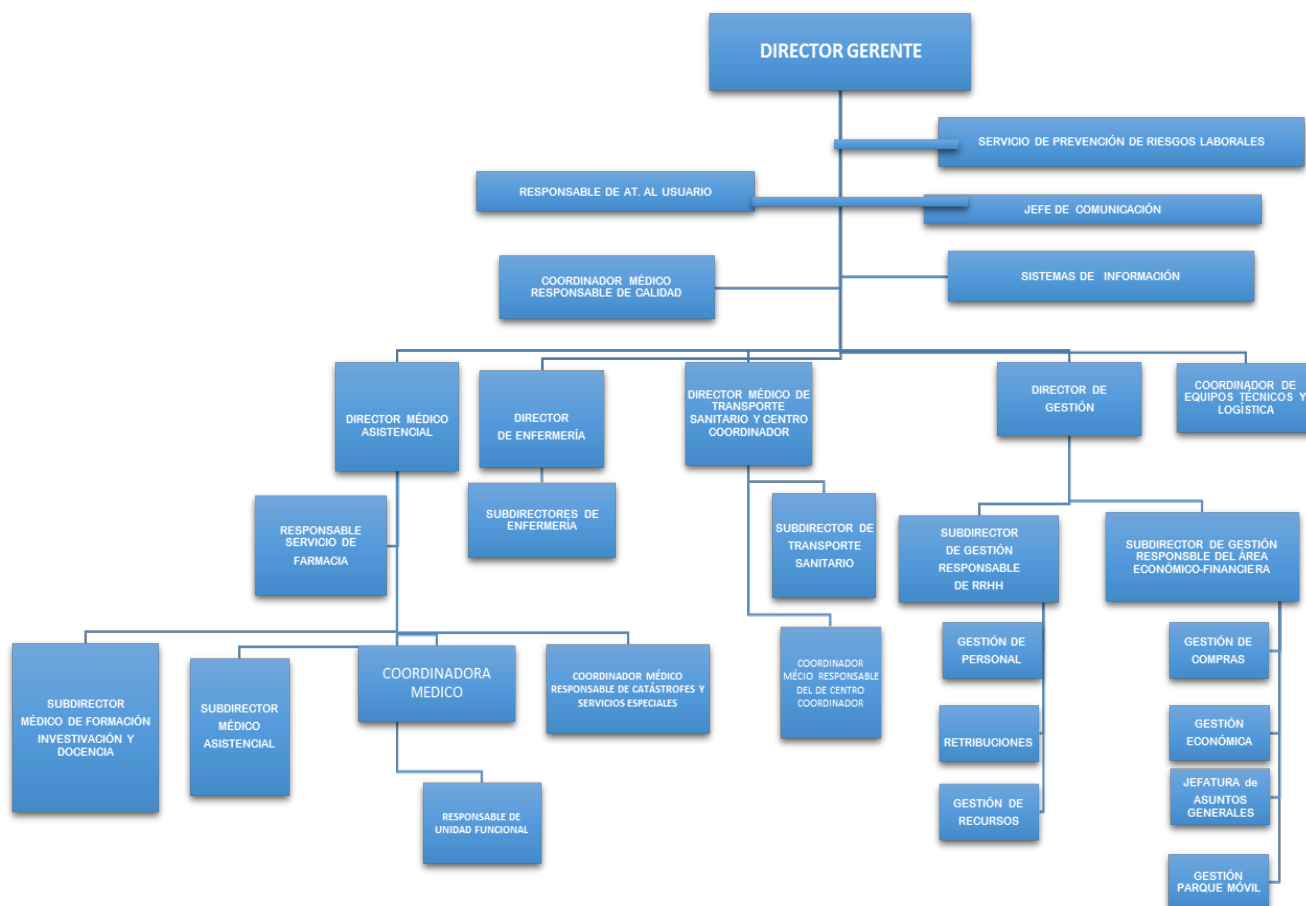 DIRECTOR GERENTE
SERVICIO DE PREVENCIÓN DE RIESGOS LABORALES
RESPONSABLE DE AT. AL USUARIO
JEFE DE COMUNICACIÓN
COORDINADOR MÉDICO
RESPONSABLE DE CALIDAD
SISTEMAS DE INFORMACIÓN
DIRECTOR MÉDICO
ASISTENCIAL
DIRECTOR
DE ENFERMERÍA
DIRECTOR MÉDICO DE
TRANSPORTE
SANITARIO Y CENTRO
COORDINADOR
DIRECTOR DE
GESTIÓN
COORDINADOR DE
EQUIPOS TÉCNICOS Y
LOGÍSTICA
RESPONSABLE
SERVICIO DE
FARMACIA
SUBDIRECTORES DE
ENFERMERÍA
SUBDIRECTOR DE
TRANSPORTE
SANITARIO
SUBDIRECTOR
DE GESTIÓN
RESPONSABLE
DE RRHH
SUBDIRECTOR DE GESTIÓN
RESPONSBLE DEL ÁREA
ECONÓMICO-FINANCIERA
SUBDIRECTOR
MÉDICO DE FORMACIÓN
INVESTIVACIÓN Y
DOCENCIA
SUBDIRECTOR
MÉDICO
ASISTENCIAL
COORDINADORA
MEDICO
COORDINADOR MÉDICO
RESPONSABLE DE CATÁSTROFES Y
SERVICIOS ESPECIALES
COORDINADOR
MÉCIO RESPONSABLE
DEL DE CENTRO
COORDINADOR
GESTIÓN DE
PERSONAL
GESTIÓN DE
COMPRAS
RETRIBUCIONES
GESTIÓN
ECONÓMICA
RESPONSABLE DE
UNIDAD FUNCIONAL
GESTIÓN DE
RECURSOS
JEFATURA de
ASUNTOS
GENERALES
GESTIÓN
PARQUE MÓVIL